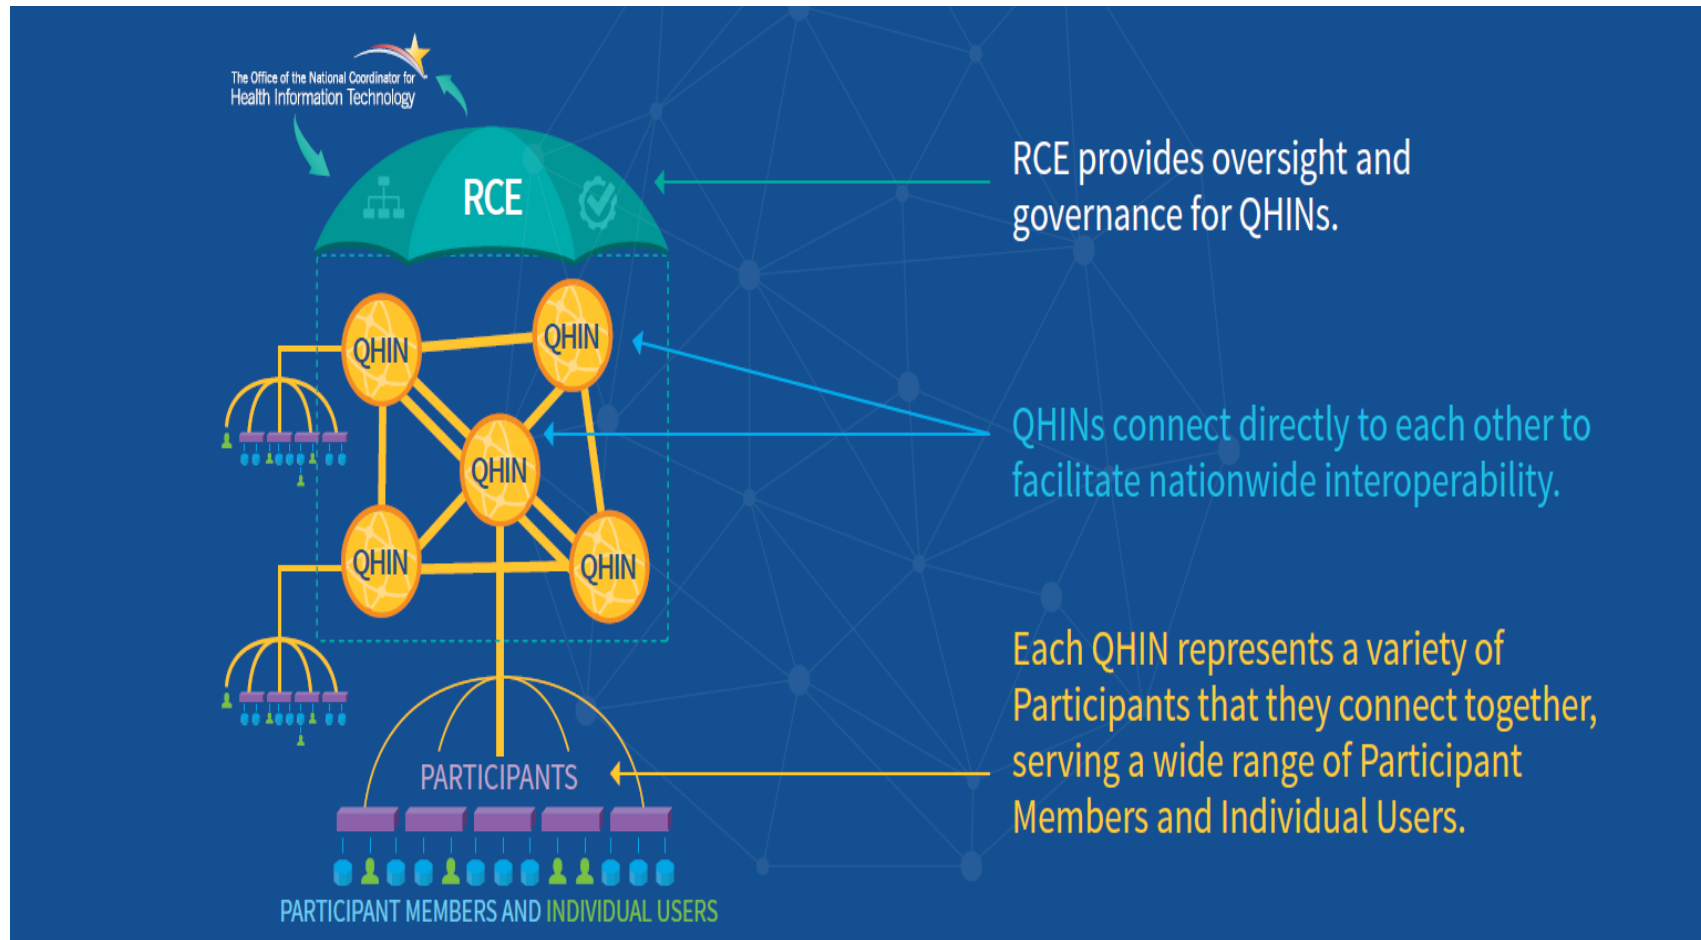 The Office of the National Coordinator for
Health Information Technology
RCE
RCE provides oversight and
governance for QHINs.
QHIN
QHIN
QHIN
QHIN
QHIN
QHINs connect directly to each other to
facilitate nationwide interoperability.
Each QHIN represents a variety of
Participants that they connect together,
serving a wide range of Participant
Members and Individual Users.
PARTICIPANTS
PARTICIPANT MEMBERS AND INDIVIDUAL USERS